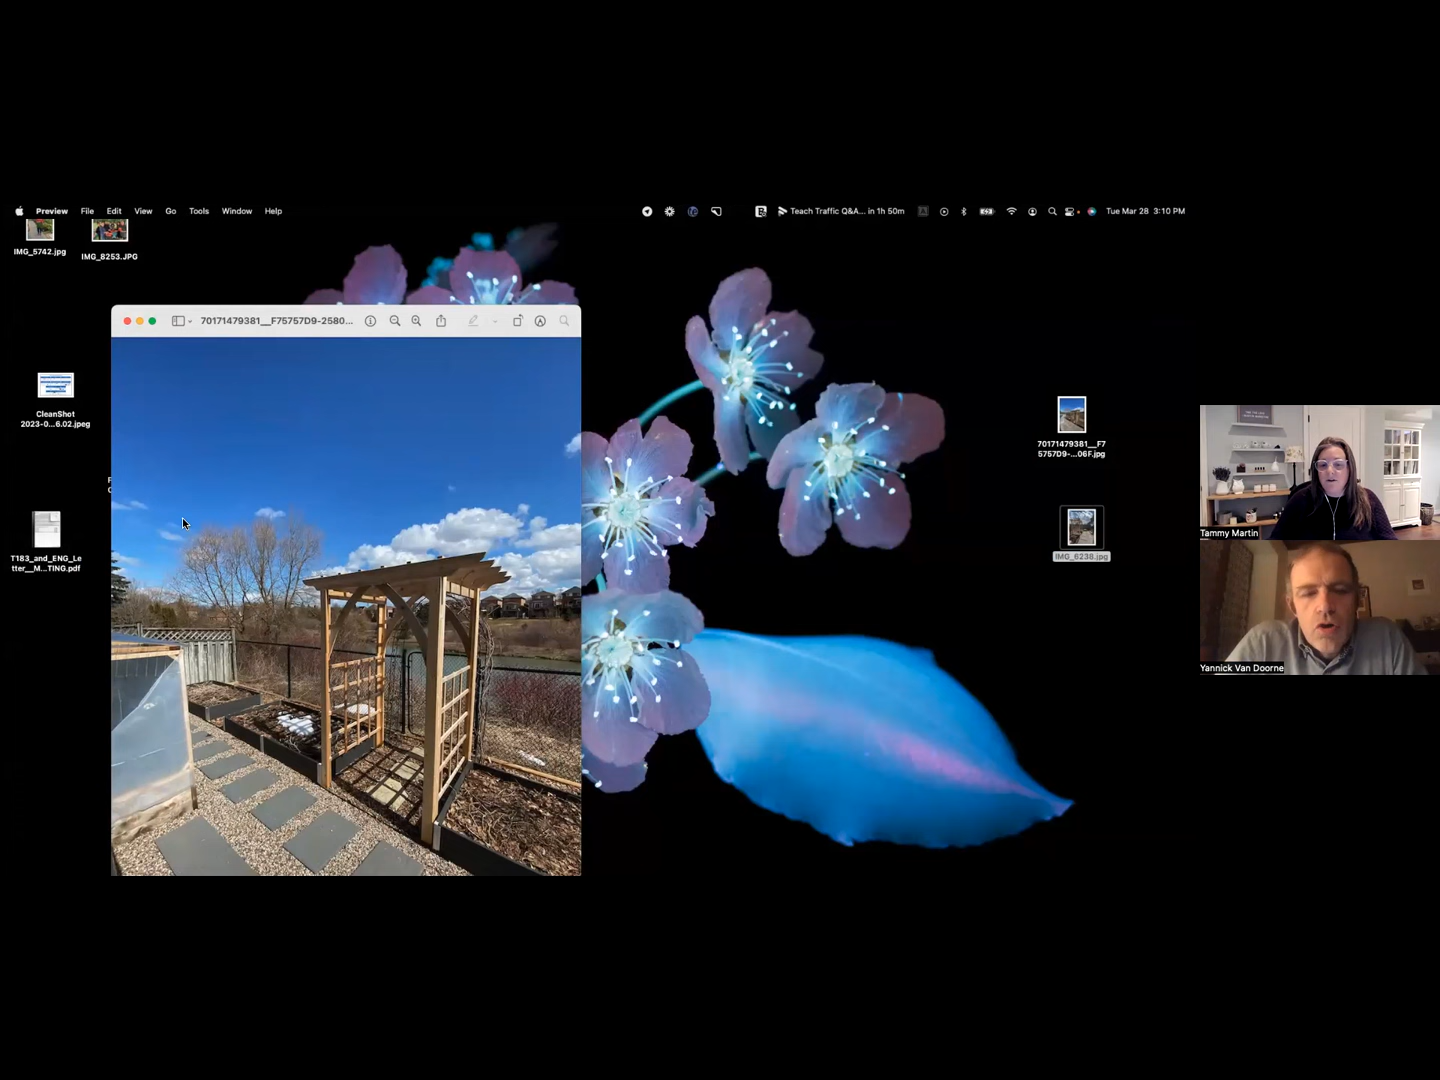 Preview File Edit View Go Tools Window Help
Teach Traffic Q&A... in 1h 50m
Tue Mar 28 3:10 PM
IMG_5742.jpg
IMG_8253.JPG
70171479381__F75757D9-2580...
CleanShot
2023-0...6.02.jpeg
T183_and_ENG_Le
tter__M...TING.pdf
70171479381__F7
5757D9-...06F.jpg
IMG_6238.jpg
Tammy Martin
Yannick Van Doorne